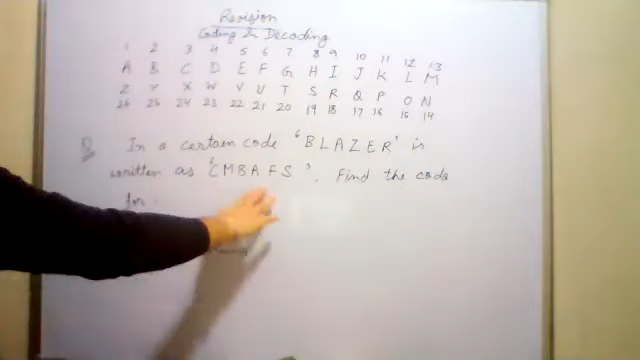 Revision
Coding & Decoding
1 2 3 4 5 6 7 8 9 10 11 12 13
A B C D E F G H I J K L M
Z Y X W V U T S R Q P O N
26 25 24 23 22 21 20 19 18 17 16 15 14
Q In a certain code 'BLAZER' is
written as 'CMBAFS'. Find the code
for :